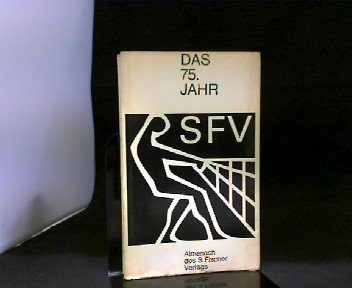 DAS
75.
JAHR
SFV
Almanach
des S. Fischer
Verlags